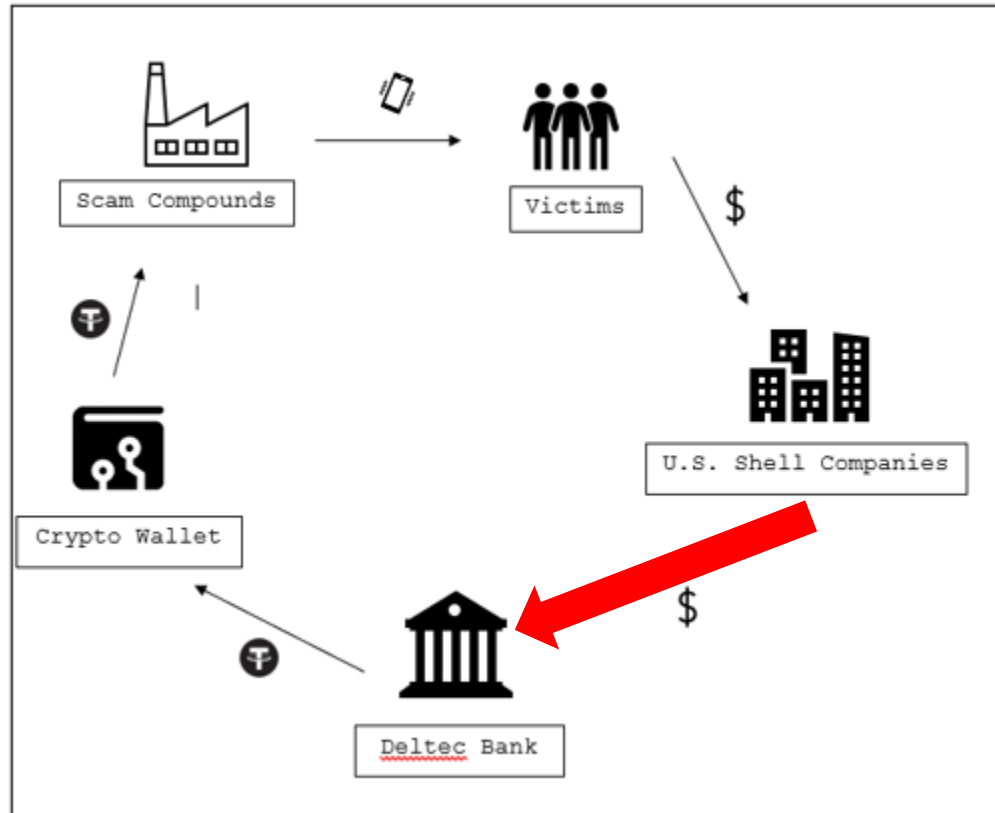 Scam Compounds
Victims
$
U.S. Shell Companies
$
Crypto Wallet
Deltec Bank